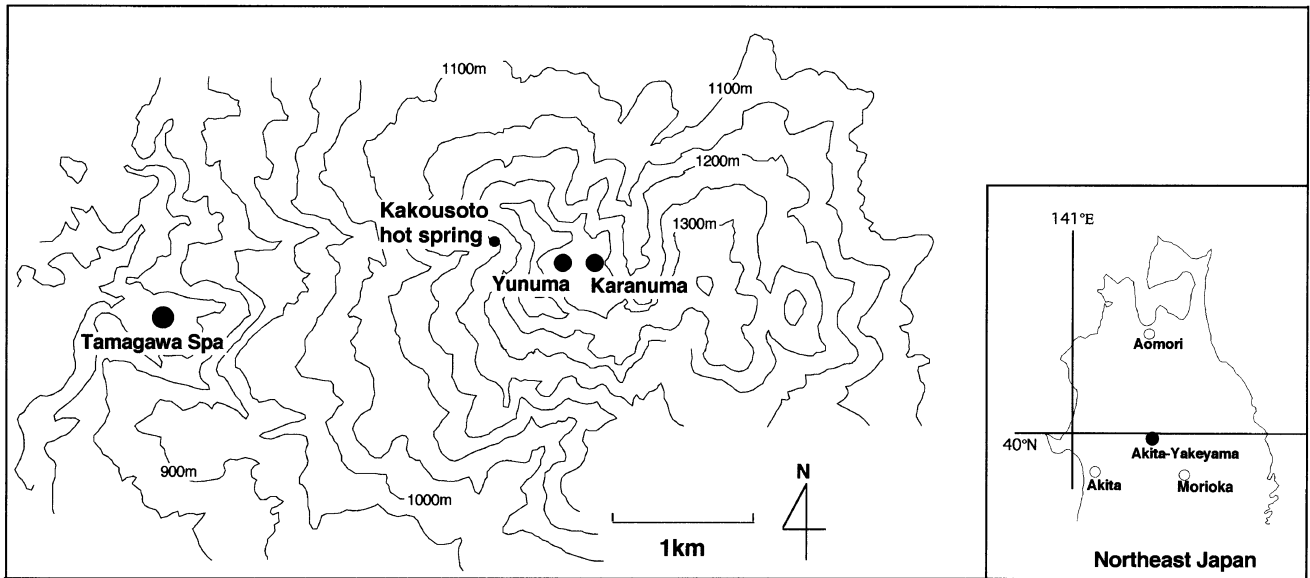 1100m
1100m
1200m
Kakousoto
hot spring
1300m
Yunuma
Karanuma
Tamagawa Spa
900m
1000m
1km
N
141°E
Aomori
40°N
Akita-Yakeyama
Akita
Morioka
Northeast Japan